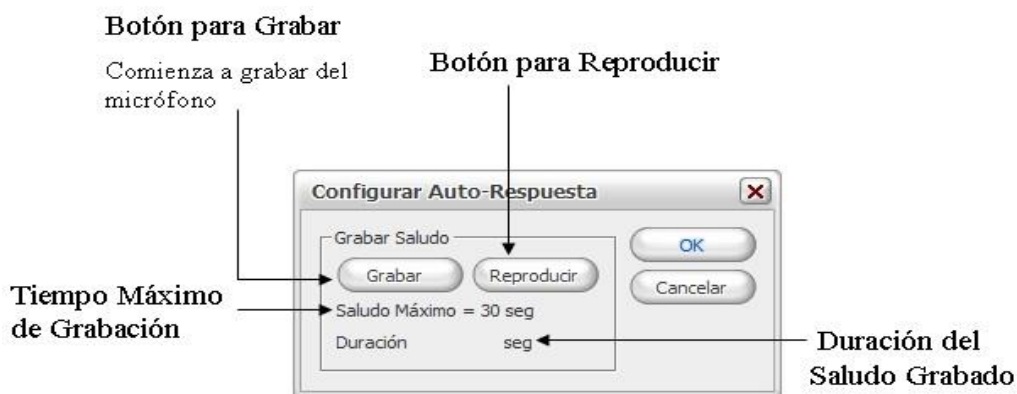 Botón para Grabar
Comienza a grabar del
micrófono
Botón para Reproducir
Configurar Auto-Respuesta
Grabar Saludo
Grabar
Reproducir
OK
Cancelar
Saludo Máximo = 30 seg
Duración seg
Tiempo Máximo
de Grabación
Duración del
Saludo Grabado